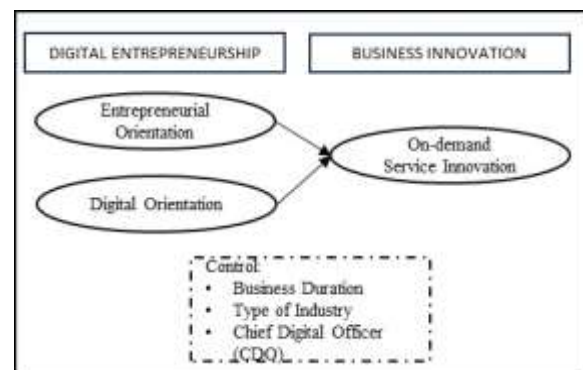 DIGITAL ENTREPRENEURSHIP
BUSINESS INNOVATION
Entrepreneurial
Orientation
On-demand
Service Innovation
Digital Orientation
Control:
• Business Duration
• Type of Industry
• Chief Digital Officer
(CDO)